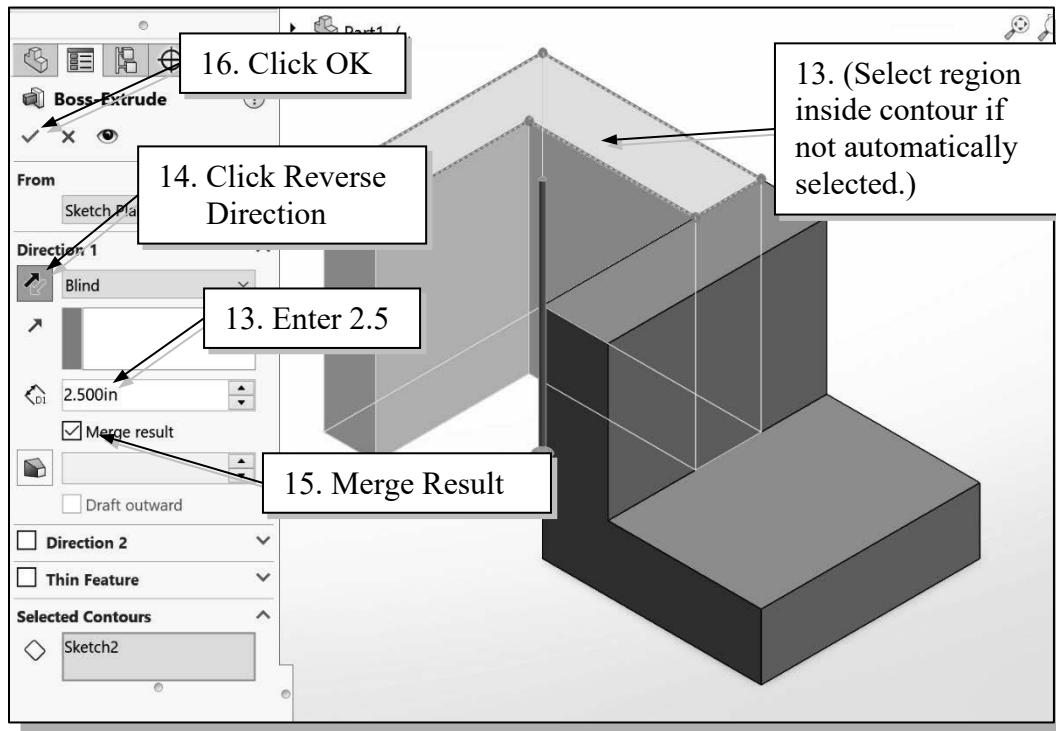 Part1 (..
16. Click OK
13. (Select region
inside contour if
not automatically
selected.)
Boss-Extrude
14. Click Reverse
Direction
From
Sketch Pla
Direction 1
Blind
13. Enter 2.5
D1
2.500in
Merge result
15. Merge Result
Draft outward
Direction 2
Thin Feature
Selected Contours
Sketch2